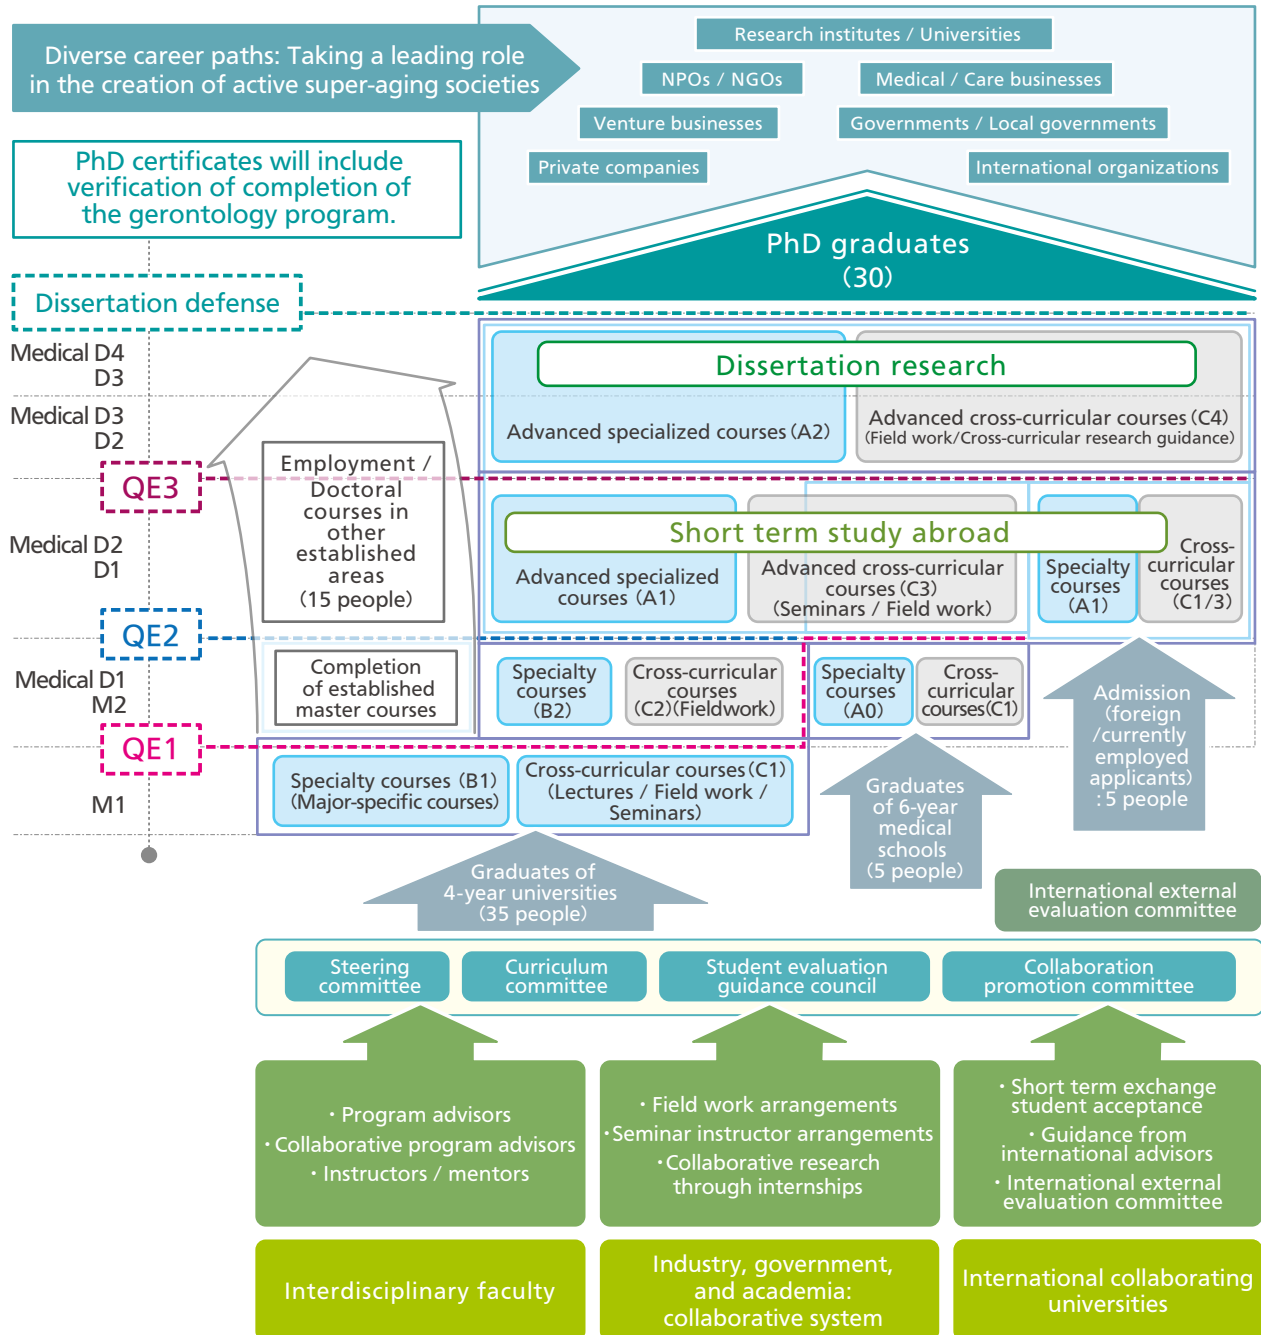 Diverse career paths: Taking a leading role
in the creation of active super-aging societies
Research institutes / Universities
NPOs / NGOs
Medical / Care businesses
Venture businesses
Governments / Local governments
Private companies
International organizations
PhD certificates will include
verification of completion of
the gerontology program.
PhD graduates
(30)
Dissertation defense
Medical D4
D3
Medical D3
D2
QE3
Medical D2
D1
QE2
Medical D1
M2
QE1
M1
Dissertation research
Advanced specialized courses (A2)
Advanced cross-curricular courses (C4)
(Field work/Cross-curricular research guidance)
Employment /
Doctoral
courses in
other
established
areas
(15 people)
Short term study abroad
Advanced specialized
courses (A1)
Advanced cross-curricular
courses (C3)
(Seminars / Field work)
Specialty
courses
(A1)
Cross-
curricular
courses
(C1/3)
Completion
of established
master courses
Specialty
courses
(B2)
Cross-curricular
courses
(C2)(Fieldwork)
Specialty
courses
(A0)
Cross-
curricular
courses(C1)
Admission
(foreign
/currently
employed
applicants)
: 5 people
Specialty courses (B1)
(Major-specific courses)
Cross-curricular courses (C1)
(Lectures / Field work /
Seminars)
Graduates
of 6-year
medical
schools
(5 people)
Graduates of
4-year universities
(35 people)
International external
evaluation committee
Steering
committee
Curriculum
committee
Student evaluation
guidance council
Collaboration
promotion committee
・Program advisors
・Collaborative program advisors
・Instructors / mentors
・Field work arrangements
・Seminar instructor arrangements
・Collaborative research
through internships
・Short term exchange
student acceptance
・Guidance from
international advisors
・International external
evaluation committee
Interdisciplinary faculty
Industry, government,
and academia:
collaborative system
International collaborating
universities